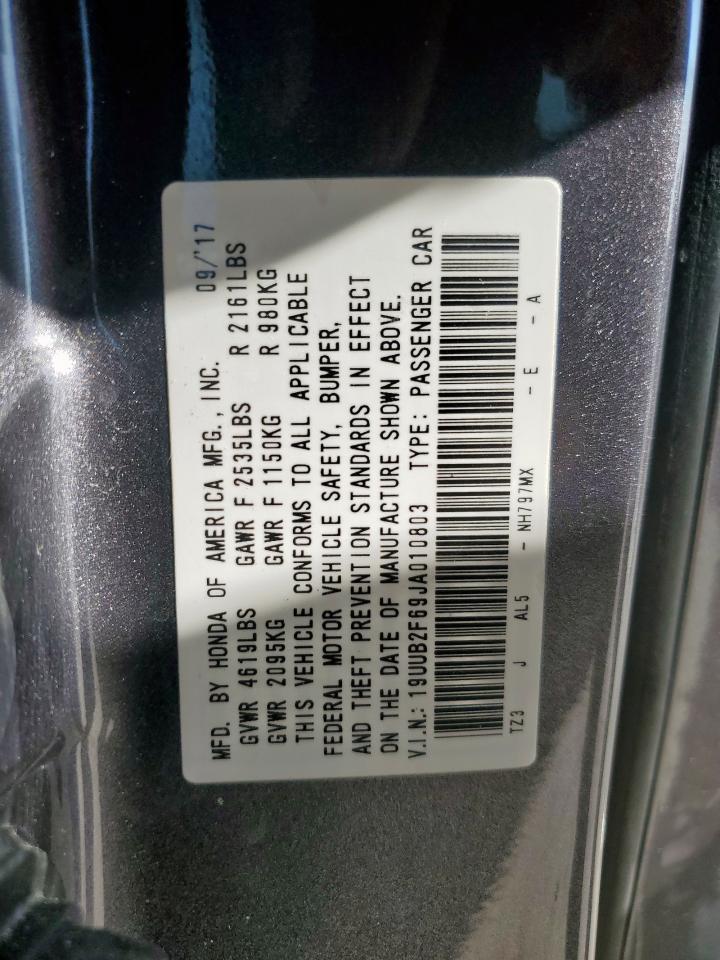 MFD. BY HONDA OF AMERICA MFG., INC. 09/'17
GVWR 4619LBS GAWR F 2535LBS R 2161LBS
GVWR 2095KG GAWR F 1150KG R 980KG
THIS VEHICLE CONFORMS TO ALL APPLICABLE
FEDERAL MOTOR VEHICLE SAFETY, BUMPER,
AND THEFT PREVENTION STANDARDS IN EFFECT
ON THE DATE OF MANUFACTURE SHOWN ABOVE.
V.I.N.: 19UUB2F69JA010803 TYPE: PASSENGER CAR
TZ3 J AL5 - NH797MX - E - A